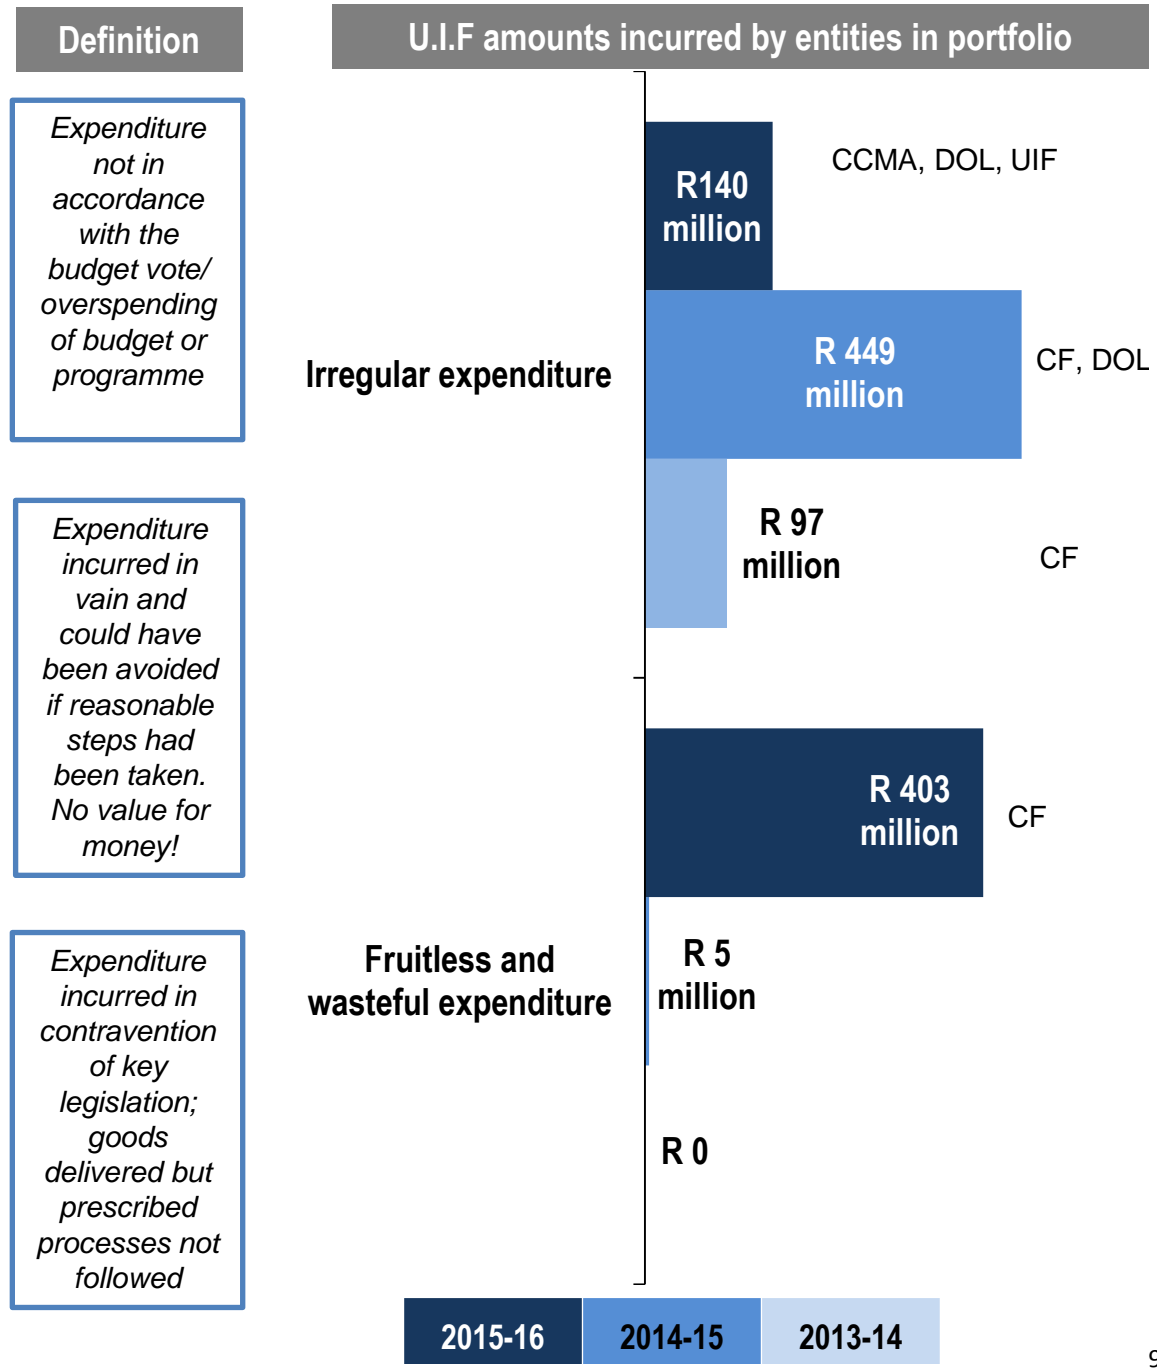 Definition
Expenditure
not in
accordance
with the
budget vote/
overspending
of budget or
programme
Expenditure
incurred in
vain and
could have
been avoided
if reasonable
steps had
been taken.
No value for
money!
Expenditure
incurred in
contravention
of key
legislation;
goods
delivered but
prescribed
processes not
followed
U.I.F amounts incurred by entities in portfolio
Irregular expenditure
R140
million
CCMA, DOL, UIF
R 449
million
CF, DOL
R 97
million
CF
Fruitless and
wasteful expenditure
R 403
million
CF
R 5
million
R 0
2015-16
2014-15
2013-14
9